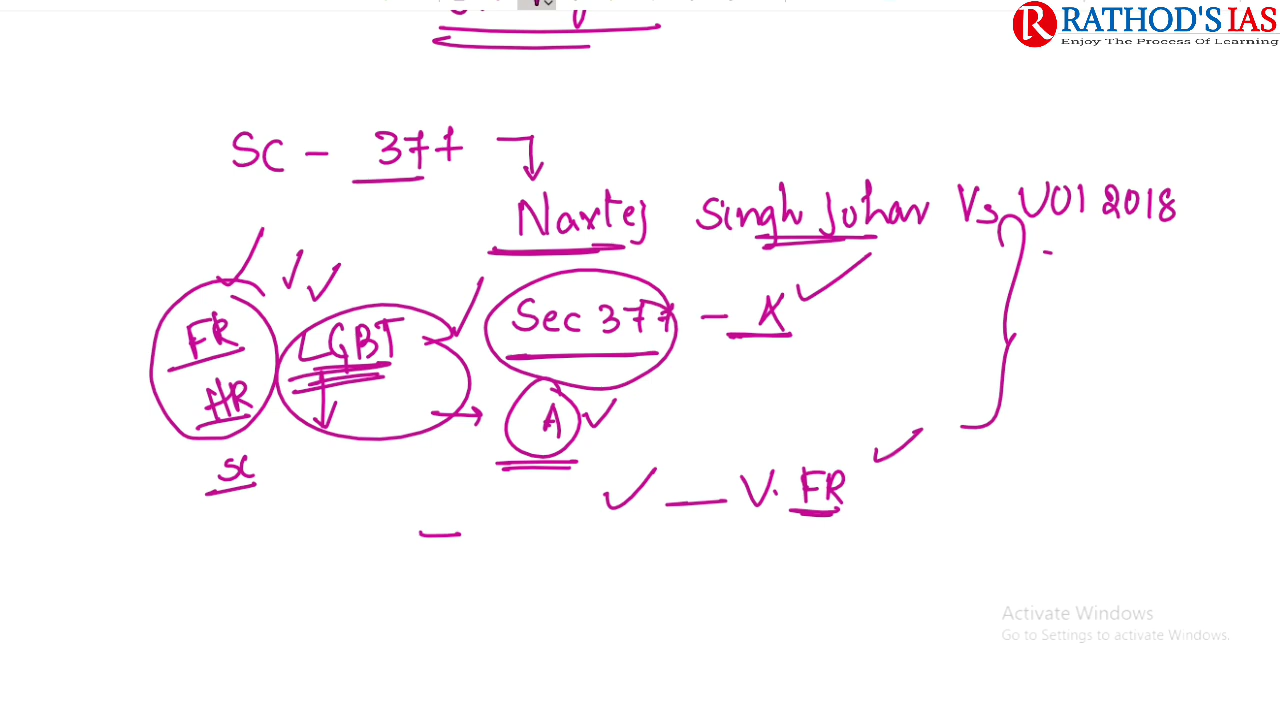 RATHOD'S IAS
Enjoy The Process Of Learning
SC - 377
Navtej Singh Johar Vs UOI 2018
FR
HR
SC
LGBT
Sec 377 - X
A
V. FR
Activate Windows
Go to Settings to activate Windows.